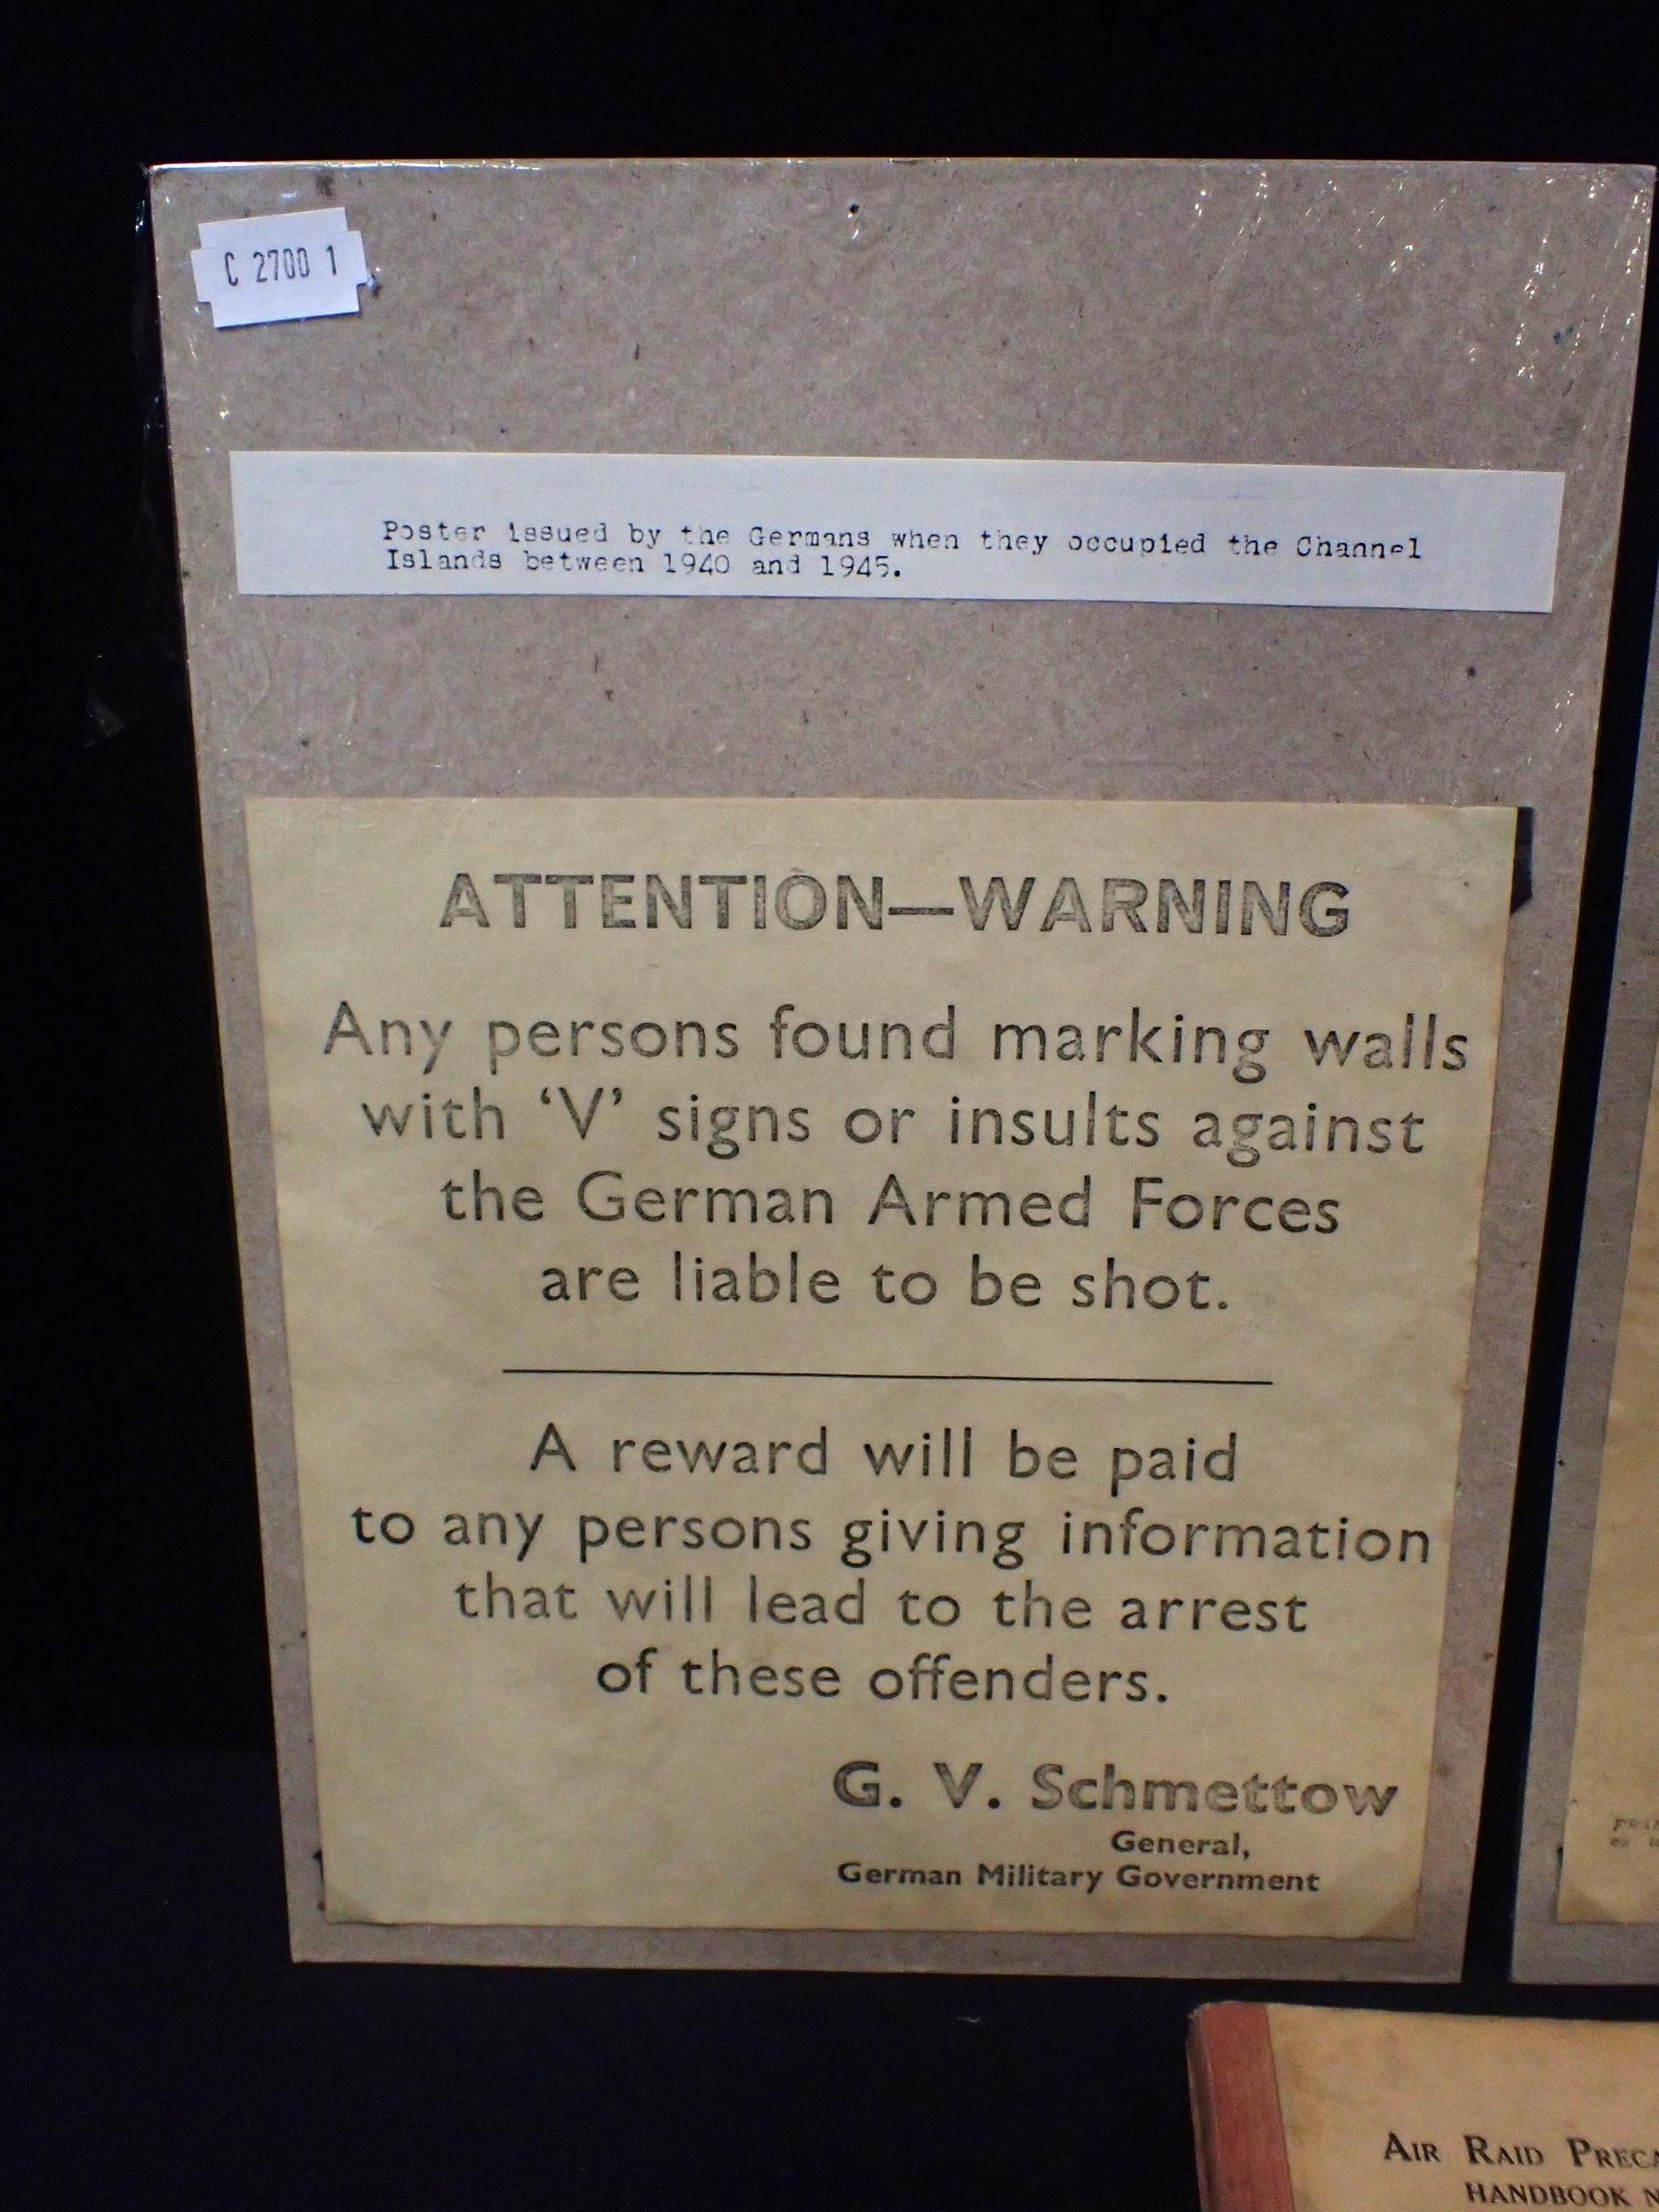 C 2700 1
Poster issued by the Germans when they occupied the Channel
Islands between 1940 and 1945.
ATTENTION—WARNING
Any persons found marking walls
with ‘V’ signs or insults against
the German Armed Forces
are liable to be shot.
A reward will be paid
to any persons giving information
that will lead to the arrest
of these offenders.
G. V. Schmettow
General,
German Military Government
AIR RAID
HANDBOOK